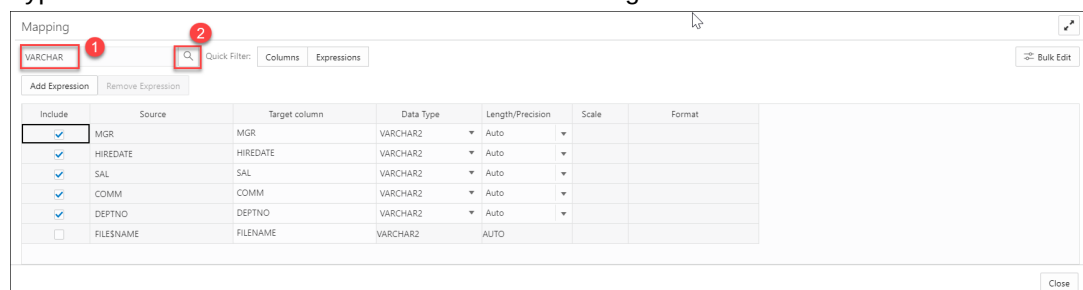 Mapping
2
VARCHAR
1
Quick Filter: Columns Expressions
Bulk Edit
Add Expression Remove Expression
Include Source Target column Data Type Length/Precision Scale Format
MGR MGR VARCHAR2 Auto
HIREDATE HIREDATE VARCHAR2 Auto
SAL SAL VARCHAR2 Auto
COMM COMM VARCHAR2 Auto
DEPTNO DEPTNO VARCHAR2 Auto
FILE$NAME FILENAME VARCHAR2 AUTO
Close